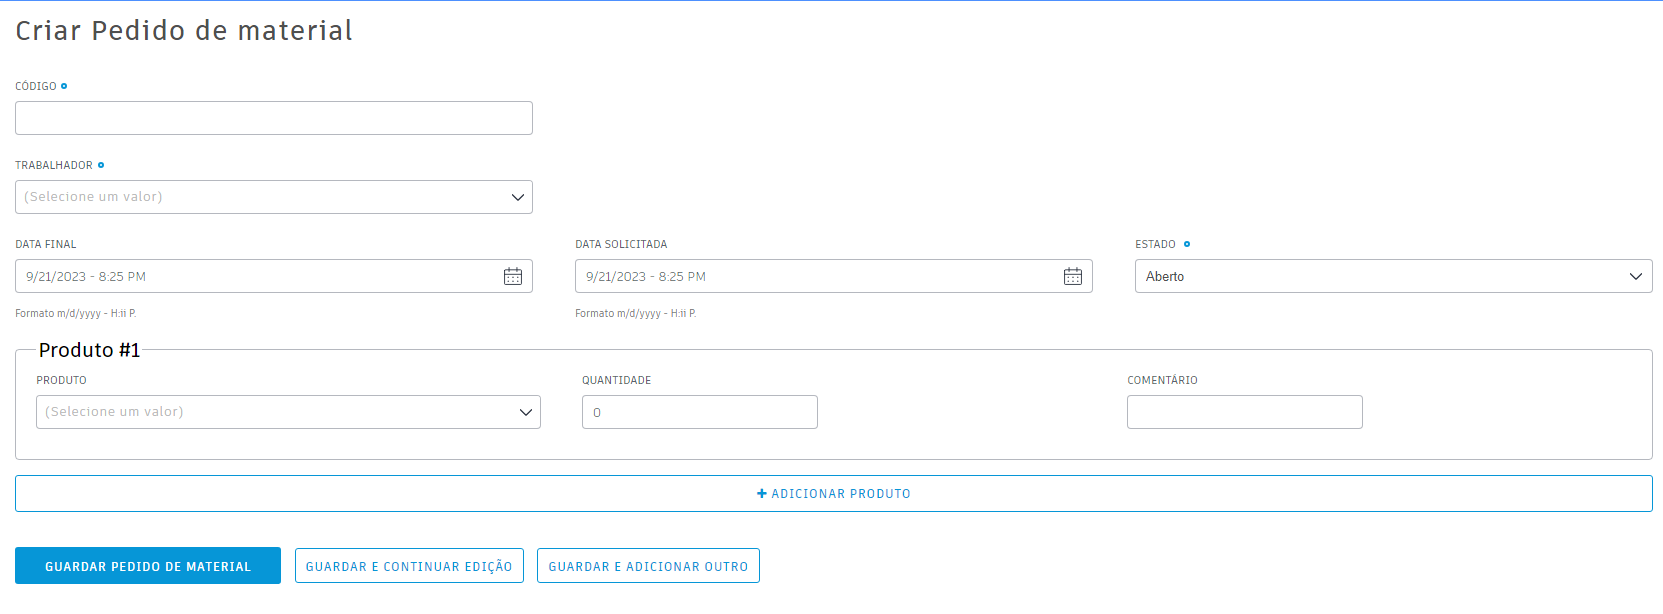 Criar Pedido de material
CÓDIGO
TRABALHADOR
(Selecione um valor)
DATA FINAL
9/21/2023 - 8:25 PM
Formato m/d/yyyy - H:ii P.
DATA SOLICITADA
9/21/2023 - 8:25 PM
Formato m/d/yyyy - H:ii P.
ESTADO
Aberto
Produto #1
PRODUTO
(Selecione um valor)
QUANTIDADE
0
COMENTÁRIO
+ ADICIONAR PRODUTO
GUARDAR PEDIDO DE MATERIAL
GUARDAR E CONTINUAR EDIÇÃO
GUARDAR E ADICIONAR OUTRO